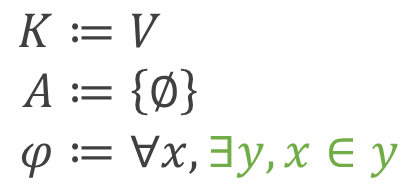 K ≔ V
A ≔ {∅}
φ ≔ ∀x, ∃y, x ∈ y